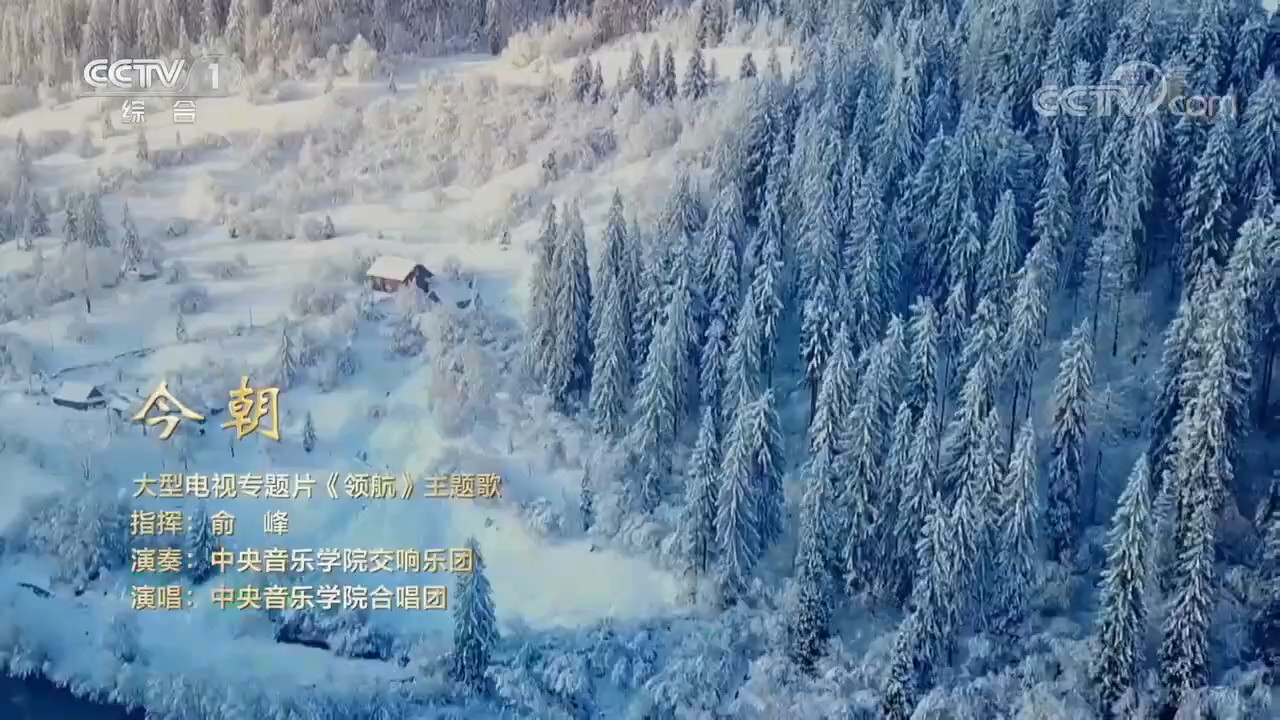 CCTV 1
综合
CCTV.com
今朝
大型电视专题片《领航》主题歌
指挥：俞 峰
演奏：中央音乐学院交响乐团
演唱：中央音乐学院合唱团